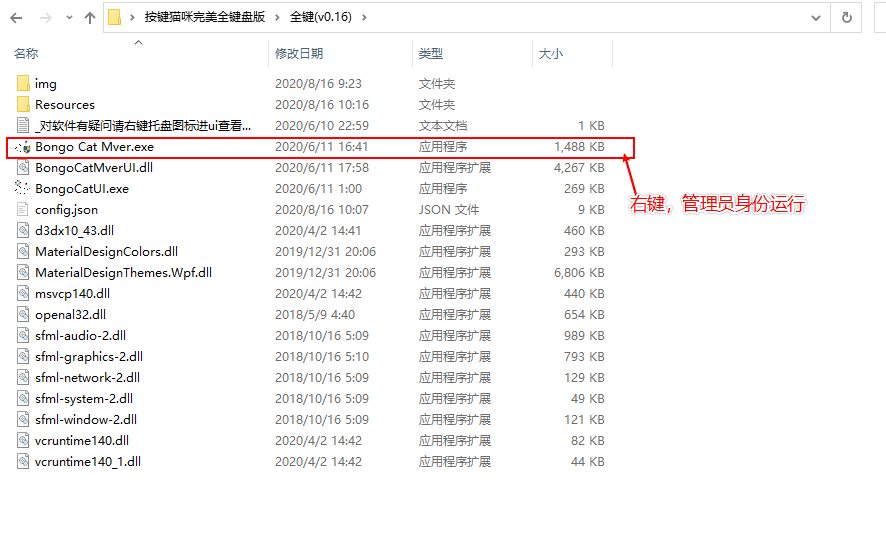 按键猫咪完美全键盘版 全键(v0.16)
名称 修改日期 类型 大小
img 2020/8/16 9:23 文件夹
Resources 2020/8/16 10:16 文件夹
_对软件有疑问请右键托盘图标进ui查看... 2020/6/10 22:59 文本文档 1 KB
Bongo Cat Mver.exe 2020/6/11 16:41 应用程序 1,488 KB
BongoCatMverUI.dll 2020/6/11 17:58 应用程序扩展 4,267 KB
BongoCatUI.exe 2020/6/11 1:00 应用程序 269 KB
右键，管理员身份运行
config.json 2020/8/16 10:07 JSON 文件 9 KB
d3dx10_43.dll 2020/4/2 14:41 应用程序扩展 460 KB
MaterialDesignColors.dll 2019/12/31 20:06 应用程序扩展 293 KB
MaterialDesignThemes.Wpf.dll 2019/12/31 20:06 应用程序扩展 6,806 KB
msvcp140.dll 2020/4/2 14:42 应用程序扩展 440 KB
openal32.dll 2018/5/9 4:40 应用程序扩展 654 KB
sfml-audio-2.dll 2018/10/16 5:09 应用程序扩展 989 KB
sfml-graphics-2.dll 2018/10/16 5:10 应用程序扩展 793 KB
sfml-network-2.dll 2018/10/16 5:09 应用程序扩展 129 KB
sfml-system-2.dll 2018/10/16 5:09 应用程序扩展 49 KB
sfml-window-2.dll 2018/10/16 5:09 应用程序扩展 121 KB
vcruntime140.dll 2020/4/2 14:42 应用程序扩展 82 KB
vcruntime140_1.dll 2020/4/2 14:42 应用程序扩展 44 KB